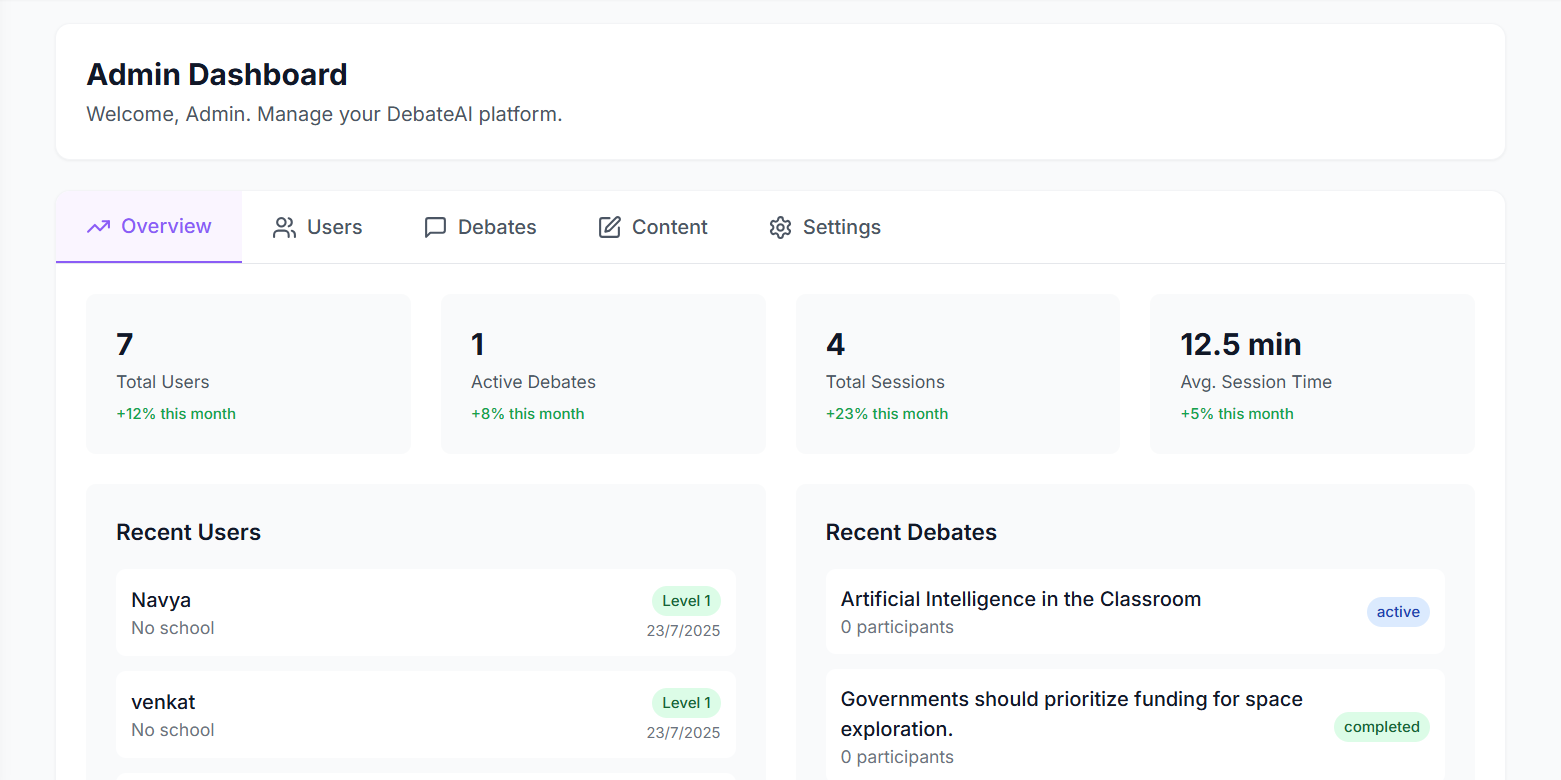 Admin Dashboard
Welcome, Admin. Manage your DebateAI platform.
Overview
Users
Debates
Content
Settings
7
Total Users
+12% this month
1
Active Debates
+8% this month
4
Total Sessions
+23% this month
12.5 min
Avg. Session Time
+5% this month
Recent Users
Navya
Level 1
No school
23/7/2025
venkat
Level 1
No school
23/7/2025
Recent Debates
Artificial Intelligence in the Classroom
0 participants
active
Governments should prioritize funding for space
exploration.
0 participants
completed